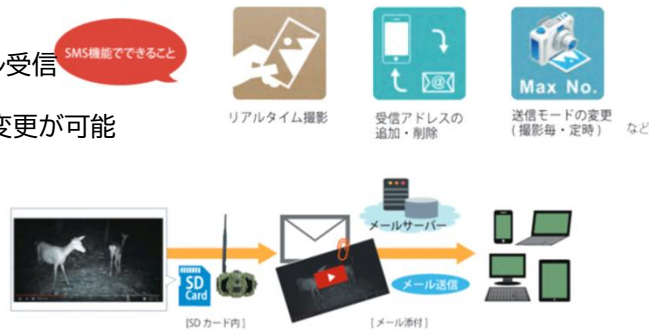 ル受信
変更が可能
SMS機能でできること
リアルタイム撮影
受信アドレスの
追加・削除
Max No.
送信モードの変更
(撮影毎・定時)
など
メールサーバー
SD
Card
メール送信
[SDカード内]
[メール添付]